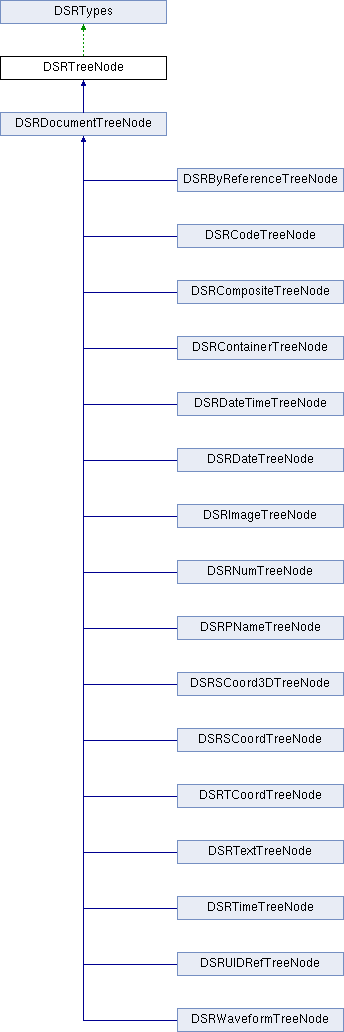 DSRTypes
DSRTreeNode
DSRDocumentTreeNode
DSRByReferenceTreeNode
DSRCodeTreeNode
DSRCompositeTreeNode
DSRContainerTreeNode
DSRDateTimeTreeNode
DSRDateTreeNode
DSRImageTreeNode
DSRNumTreeNode
DSRPNameTreeNode
DSRSCoord3DTreeNode
DSRSCoordTreeNode
DSRTCoordTreeNode
DSRTextTreeNode
DSRTimeTreeNode
DSRUIDRefTreeNode
DSRWaveformTreeNode